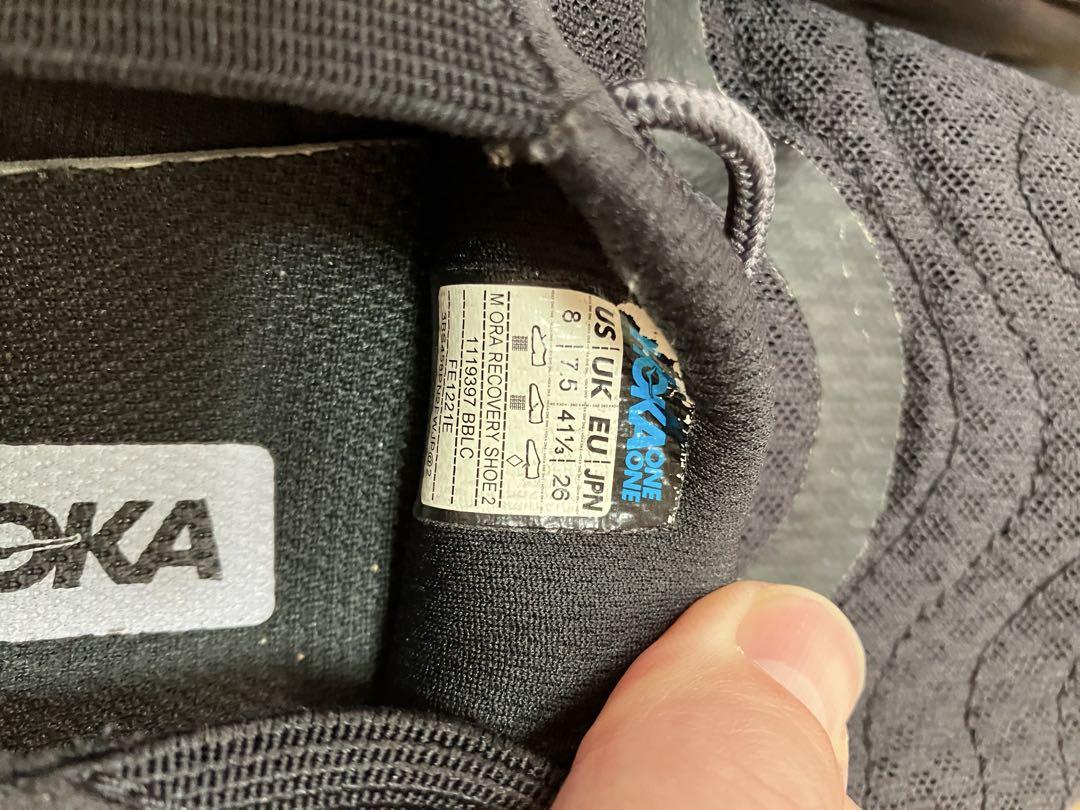 HOKA
ONE ONE
US UK EU JPN
8 7.5 41⅓ 26
M ORA RECOVERY SHOE 2
1119397 BBLC
FE1221E
OKA